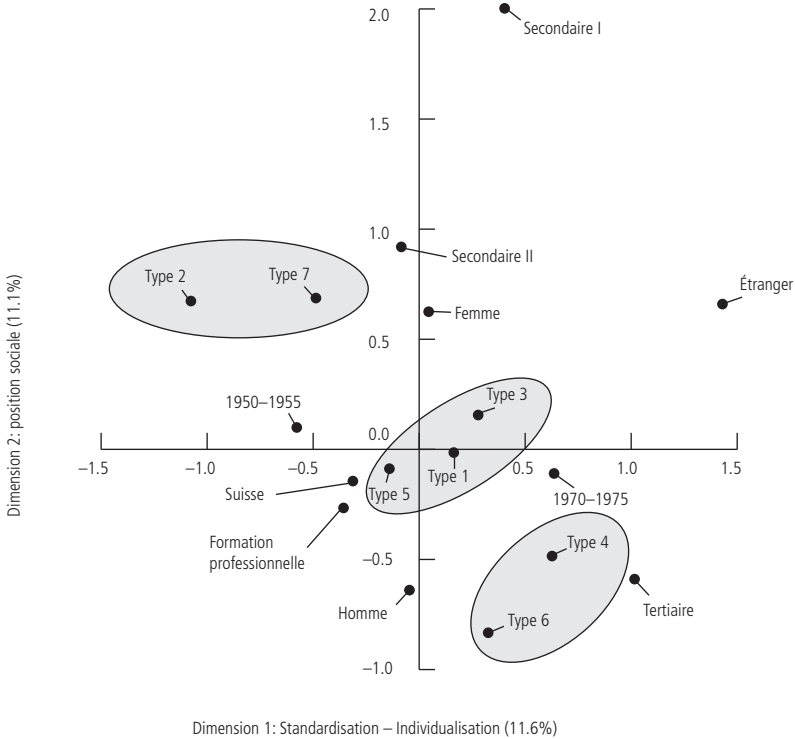 2.0
Secondaire I
1.5
1.0
Secondaire II
Type 2
Type 7
Étranger
Femme
0.5
Type 3
1950–1955
0.0
–1.5
–1.0
–0.5
0.5
1.0
1.5
Type 1
Suisse
Type 5
1970–1975
Formation
professionnelle
Type 4
–0.5
Homme
Type 6
Tertiaire
–1.0
Dimension 2: position sociale (11.1%)
Dimension 1: Standardisation – Individualisation (11.6%)